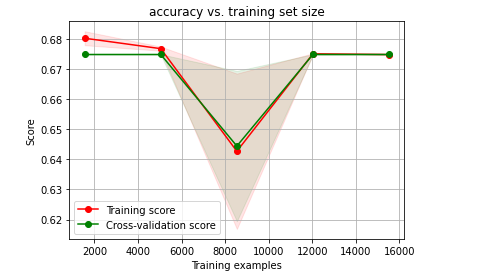 accuracy vs. training set size
Score
0.68
0.67
0.66
0.65
0.64
0.63
0.62
Training score
Cross-validation score
2000 4000 6000 8000 10000 12000 14000 16000
Training examples